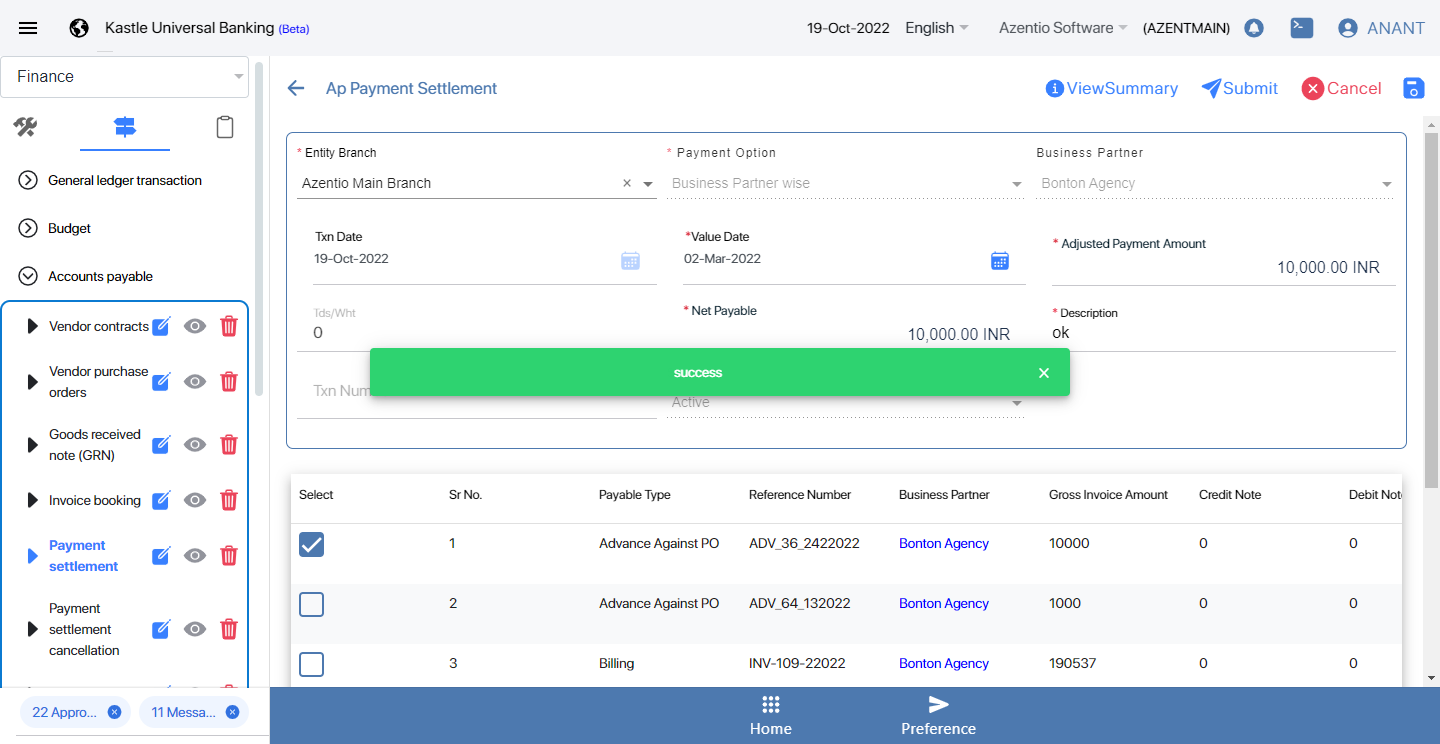 Kastle Universal Banking (Beta)
19-Oct-2022
English
Azentio Software
(AZENTMAIN)
ANANT
Finance
General ledger transaction
Budget
Accounts payable
Vendor contracts
Vendor purchase
orders
Goods received
note (GRN)
Invoice booking
Payment
settlement
Payment
settlement
cancellation
22 Appro...
11 Messa...
Ap Payment Settlement
ViewSummary
Submit
Cancel
* Entity Branch
* Payment Option
Business Partner
Azentio Main Branch
Business Partner wise
Bonton Agency
Txn Date
*Value Date
* Adjusted Payment Amount
19-Oct-2022
02-Mar-2022
10,000.00 INR
Tds/Wht
* Net Payable
* Description
0
10,000.00 INR
ok
success
Txn Num
Active
Select Sr No. Payable Type Reference Number Business Partner Gross Invoice Amount Credit Note Debit Not
1 Advance Against PO ADV_36_2422022 Bonton Agency 10000 0 0
2 Advance Against PO ADV_64_132022 Bonton Agency 1000 0 0
3 Billing INV-109-22022 Bonton Agency 190537 0 0
Home
Preference